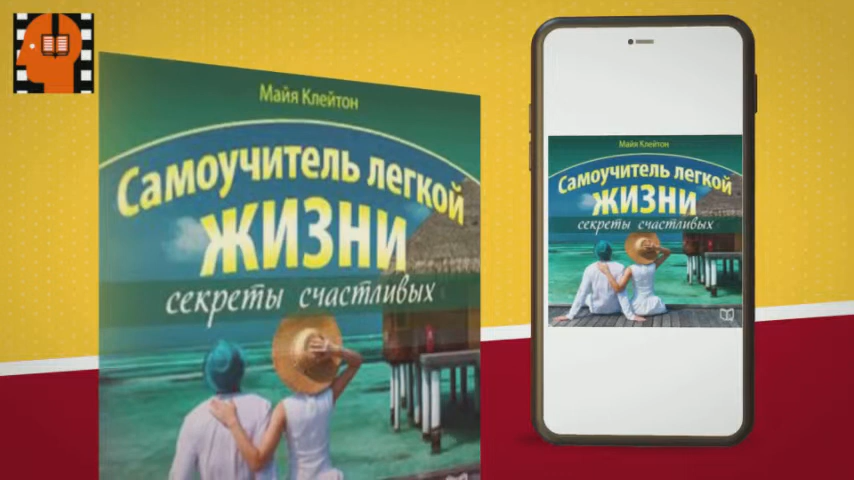 Майя Клейтон
Самоучитель легкой
жизни
секреты счастливых
Майя Клейтон
Самоучитель легкой
жизни
секреты счастливых